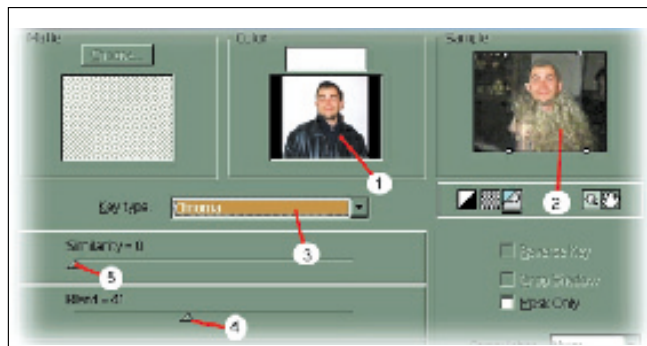 Matte
Color
Sample
Choose...
1
2
Key type:
Chroma
3
Similarity = 0
5
Reverse Key
Drop Shadow
Mask Only
Blend = 41
4